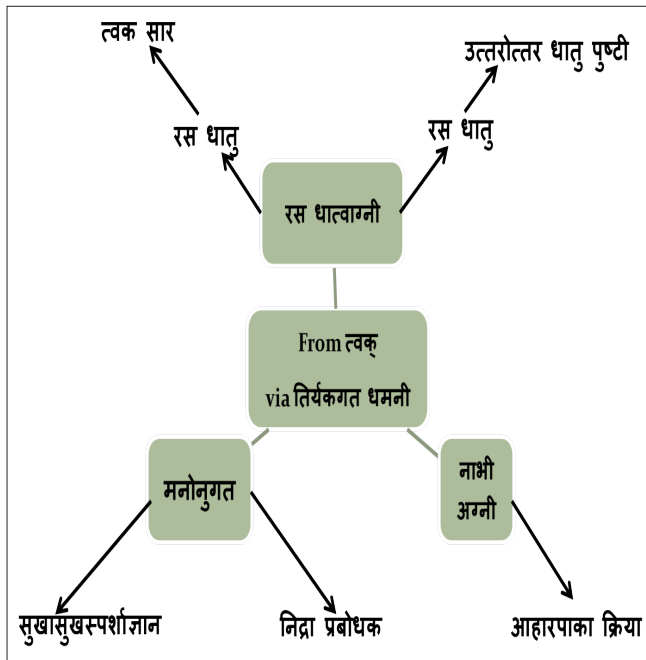 त्वक सार
उत्तरोत्तर धातु पुष्टी
रस धातु
रस धातु
रस धात्वाग्नी
From त्वक्
via तिर्यकगत धमनी
मनोनुगत
नाभी
अग्नी
सुखासुखस्पर्शाज्ञान
निद्रा प्रबोधक
आहारपाका क्रिया